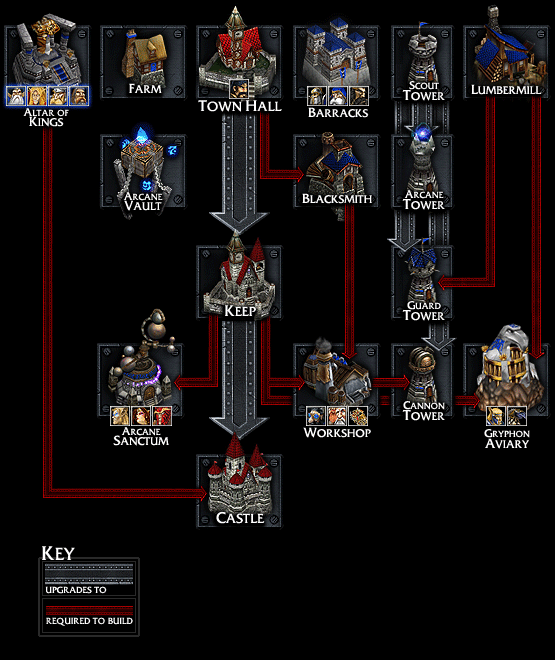 ALTAR OF
KINGS
FARM
TOWN HALL
BARRACKS
SCOUT
TOWER
LUMBERMILL
ARCANE
VAULT
BLACKSMITH
ARCANE
TOWER
KEEP
GUARD
TOWER
ARCANE
SANCTUM
WORKSHOP
CANNON
TOWER
GRYPHON
AVIARY
CASTLE
KEY
UPGRADES TO
REQUIRED TO BUILD